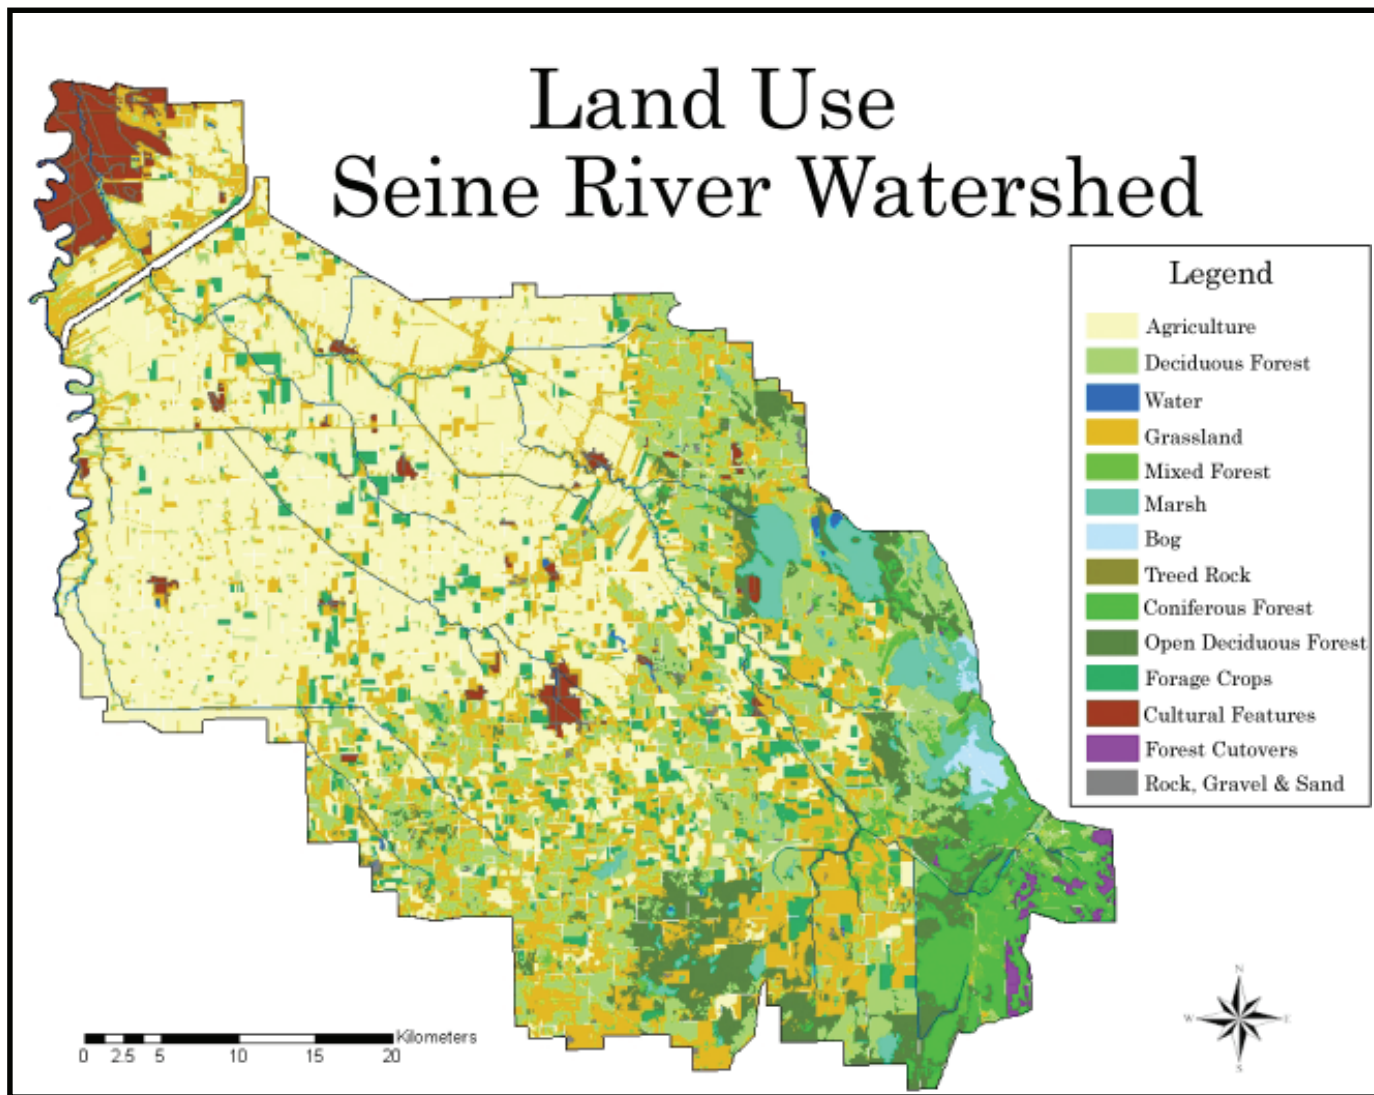 Land Use
Seine River Watershed
Legend
Agriculture
Deciduous Forest
Water
Grassland
Mixed Forest
Marsh
Bog
Treed Rock
Coniferous Forest
Open Deciduous Forest
Forage Crops
Cultural Features
Forest Cutovers
Rock, Gravel & Sand
Kilometers
0 2.5 5 10 15 20
N
W E
S